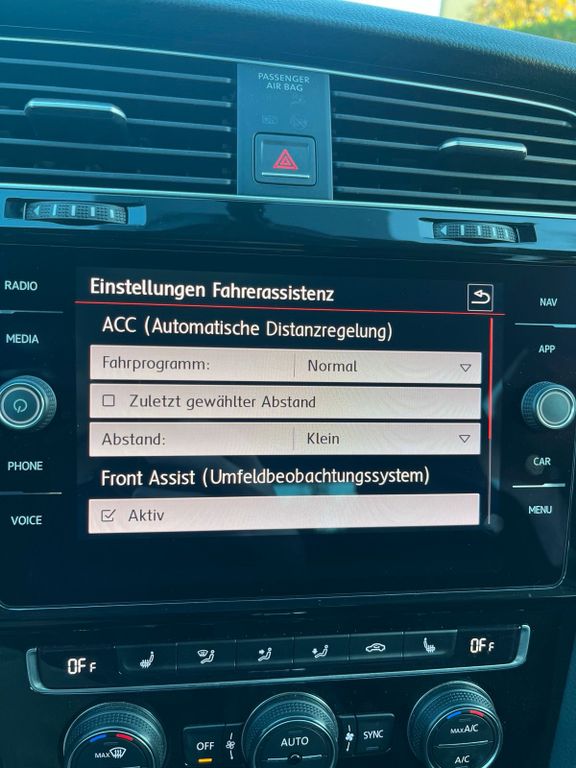 PASSENGER
AIR BAG
RADIO
MEDIA
PHONE
VOICE
Einstellungen Fahrerassistenz
ACC (Automatische Distanzregelung)
Fahrprogramm: Normal
Zuletzt gewählter Abstand
Abstand: Klein
Front Assist (Umfeldbeobachtungssystem)
Aktiv
NAV
APP
CAR
MENU
OFF
OFF
MAX
OFF
AUTO
SYNC
MAX A/C
A/C